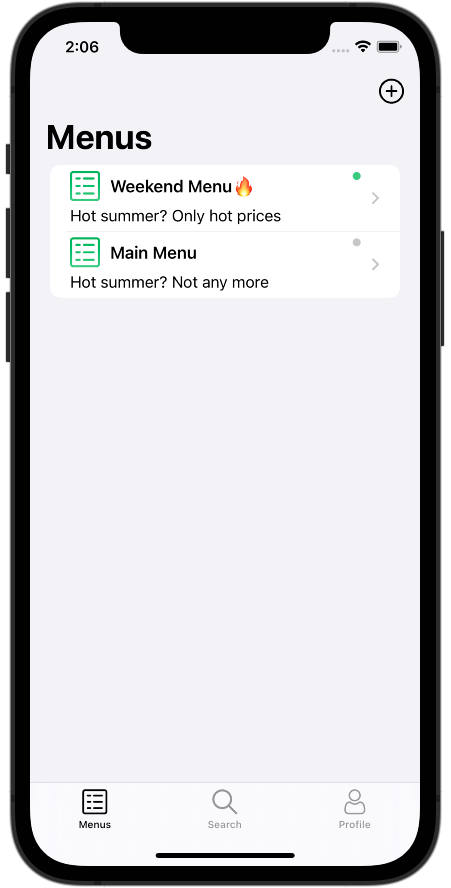 2:06
Menus
Weekend Menu🔥
Hot summer? Only hot prices
Main Menu
Hot summer? Not any more
Menus
Search
Profile